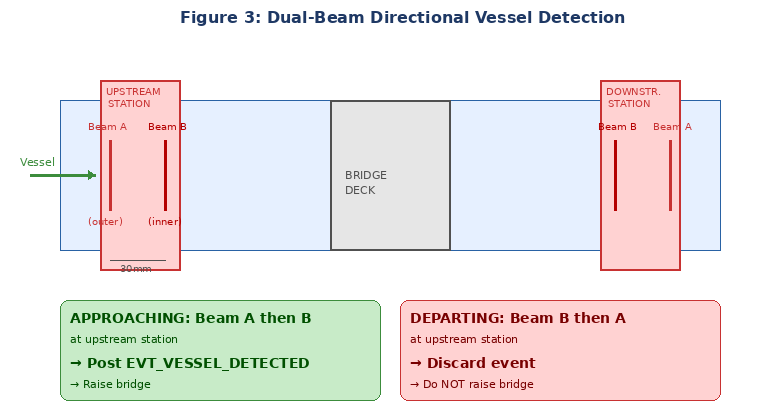 Figure 3: Dual-Beam Directional Vessel Detection
UPSTREAM
STATION
DOWNSTR.
STATION
Beam A
Beam B
Beam B
Beam A
Vessel
BRIDGE
DECK
(outer)
(inner)
30mm
APPROACHING: Beam A then B
at upstream station
→ Post EVT_VESSEL_DETECTED
→ Raise bridge
DEPARTING: Beam B then A
at upstream station
→ Discard event
→ Do NOT raise bridge